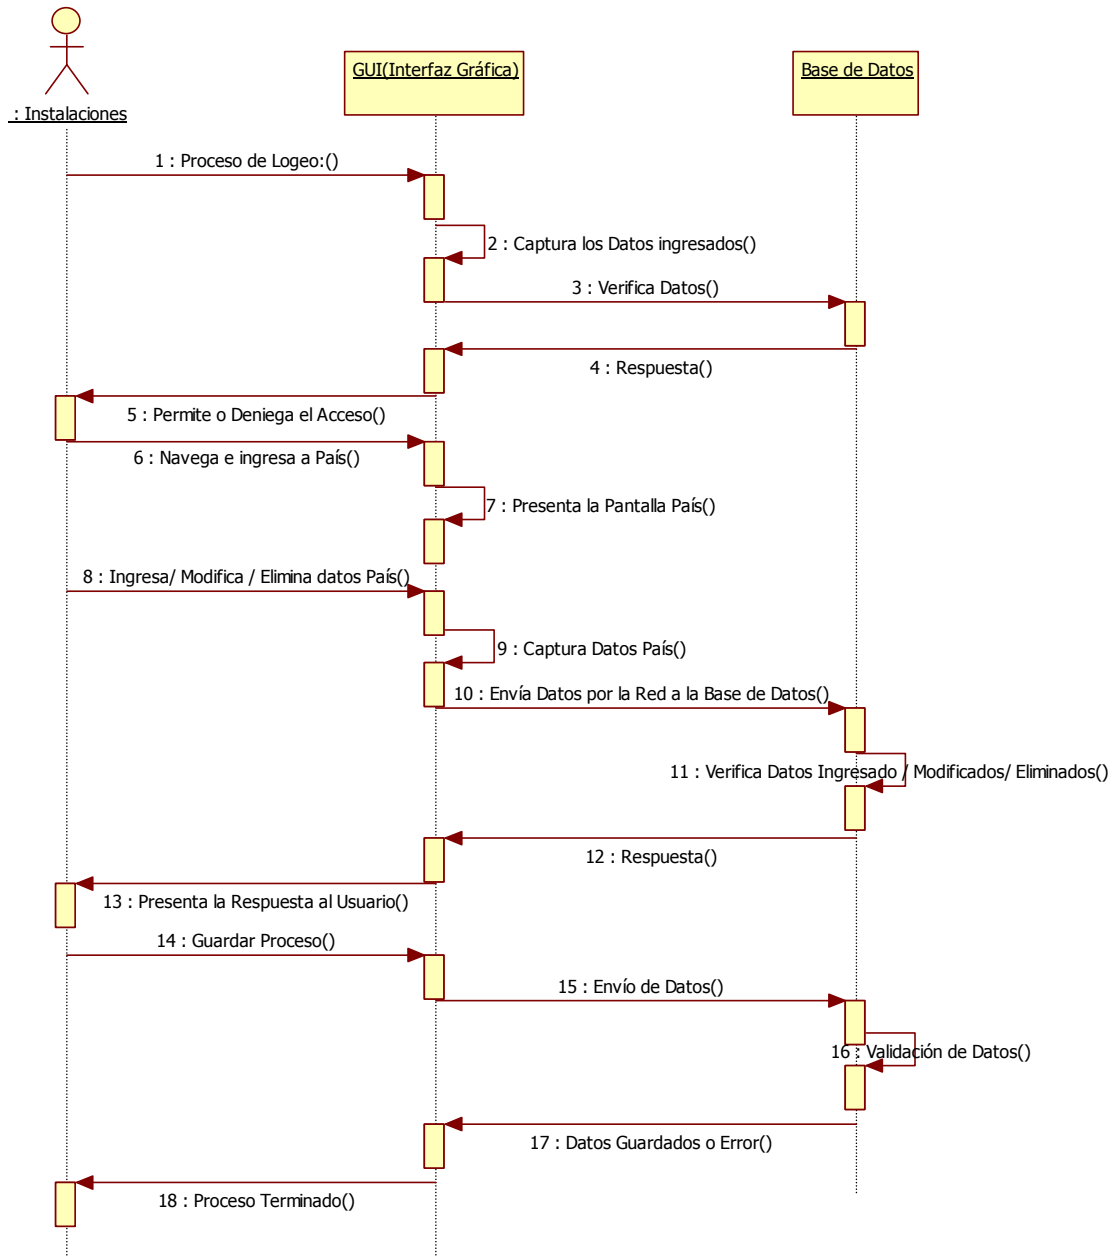 : Instalaciones
GUI(Interfaz Gráfica)
Base de Datos
1 : Proceso de Logeo:()
2 : Captura los Datos ingresados()
3 : Verifica Datos()
4 : Respuesta()
5 : Permite o Deniega el Acceso()
6 : Navega e ingresa a País()
7 : Presenta la Pantalla País()
8 : Ingresa/ Modifica / Elimina datos País()
9 : Captura Datos País()
10 : Envía Datos por la Red a la Base de Datos()
11 : Verifica Datos Ingresado / Modificados/ Eliminados()
12 : Respuesta()
13 : Presenta la Respuesta al Usuario()
14 : Guardar Proceso()
15 : Envío de Datos()
16 : Validación de Datos()
17 : Datos Guardados o Error()
18 : Proceso Terminado()